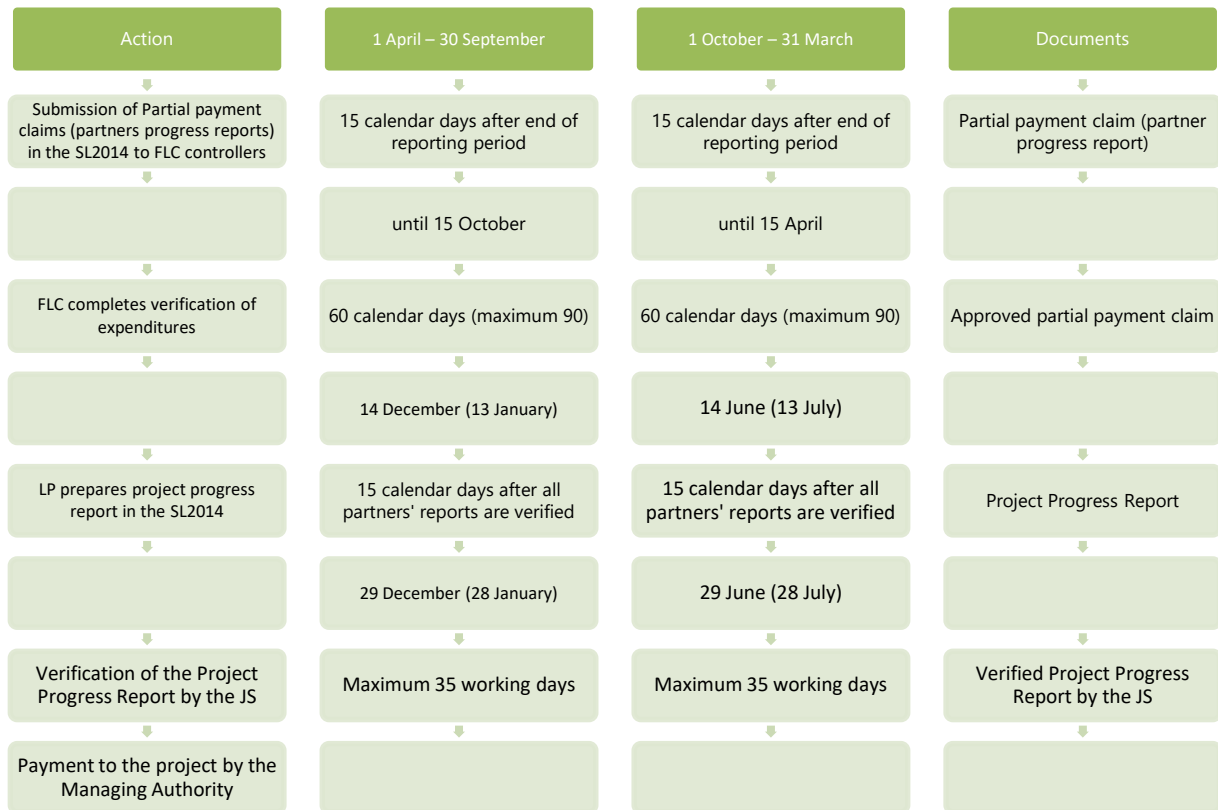 Action
1 April – 30 September
1 October – 31 March
Documents
Submission of Partial payment
claims (partners progress reports)
in the SL2014 to FLC controllers
15 calendar days after end of
reporting period
15 calendar days after end of
reporting period
Partial payment claim (partner
progress report)
until 15 October
until 15 April
FLC completes verification of
expenditures
60 calendar days (maximum 90)
60 calendar days (maximum 90)
Approved partial payment claim
14 December (13 January)
14 June (13 July)
LP prepares project progress
report in the SL2014
15 calendar days after all
partners' reports are verified
15 calendar days after all
partners' reports are verified
Project Progress Report
29 December (28 January)
29 June (28 July)
Verification of the Project
Progress Report by the JS
Maximum 35 working days
Maximum 35 working days
Verified Project Progress
Report by the JS
Payment to the project by the
Managing Authority